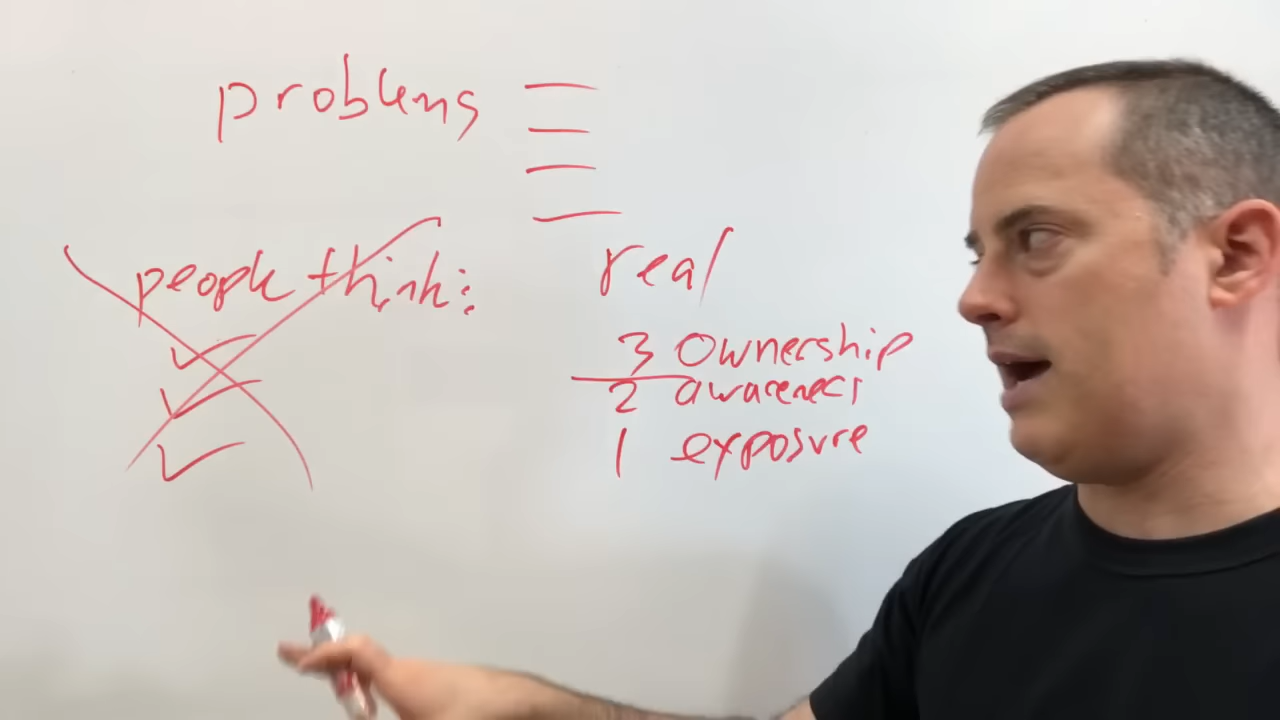 problems
people think:
real
3 Ownership
2 awareness
1 exposure